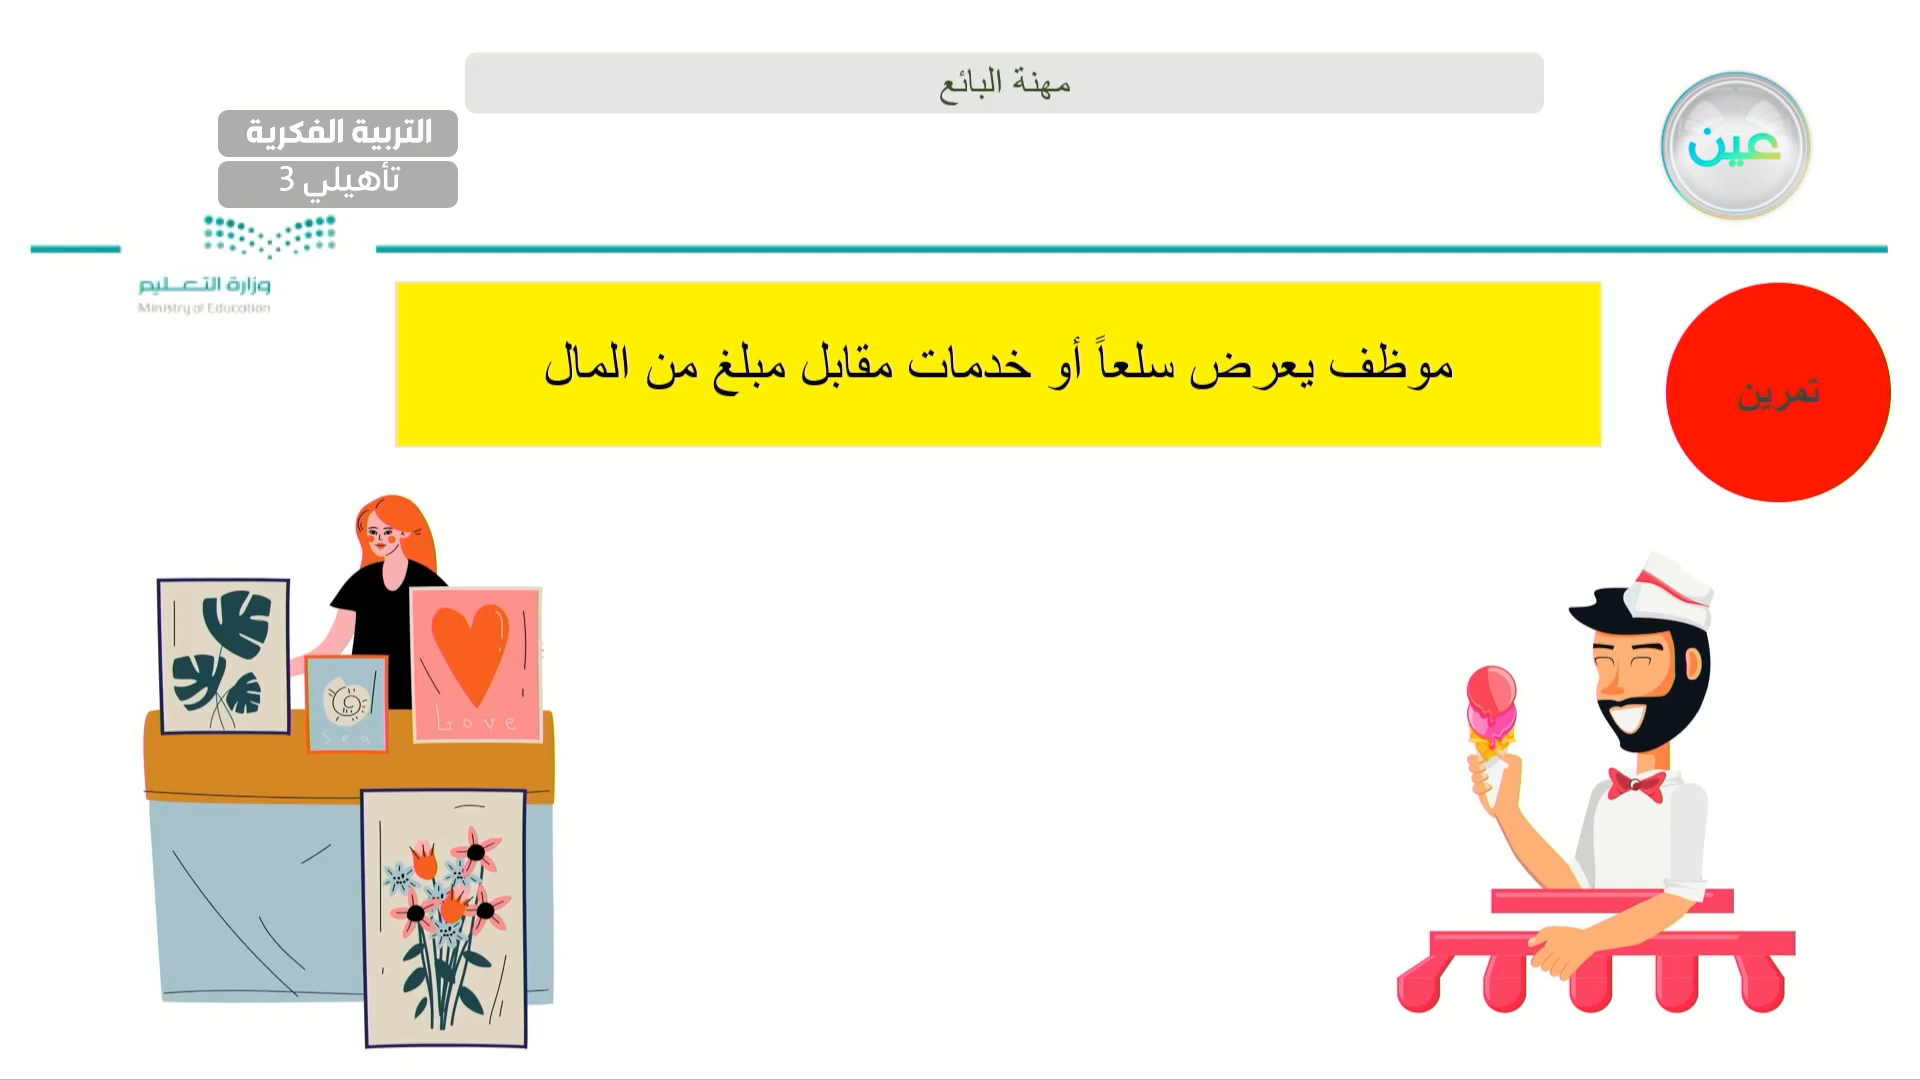 مهنة البائع
عين
التربية الفكرية
تأهيلي 3
وزارة التعليم
Ministry of Education
موظف يعرض سلعاً أو خدمات مقابل مبلغ من المال
تمرين
Love
Sea